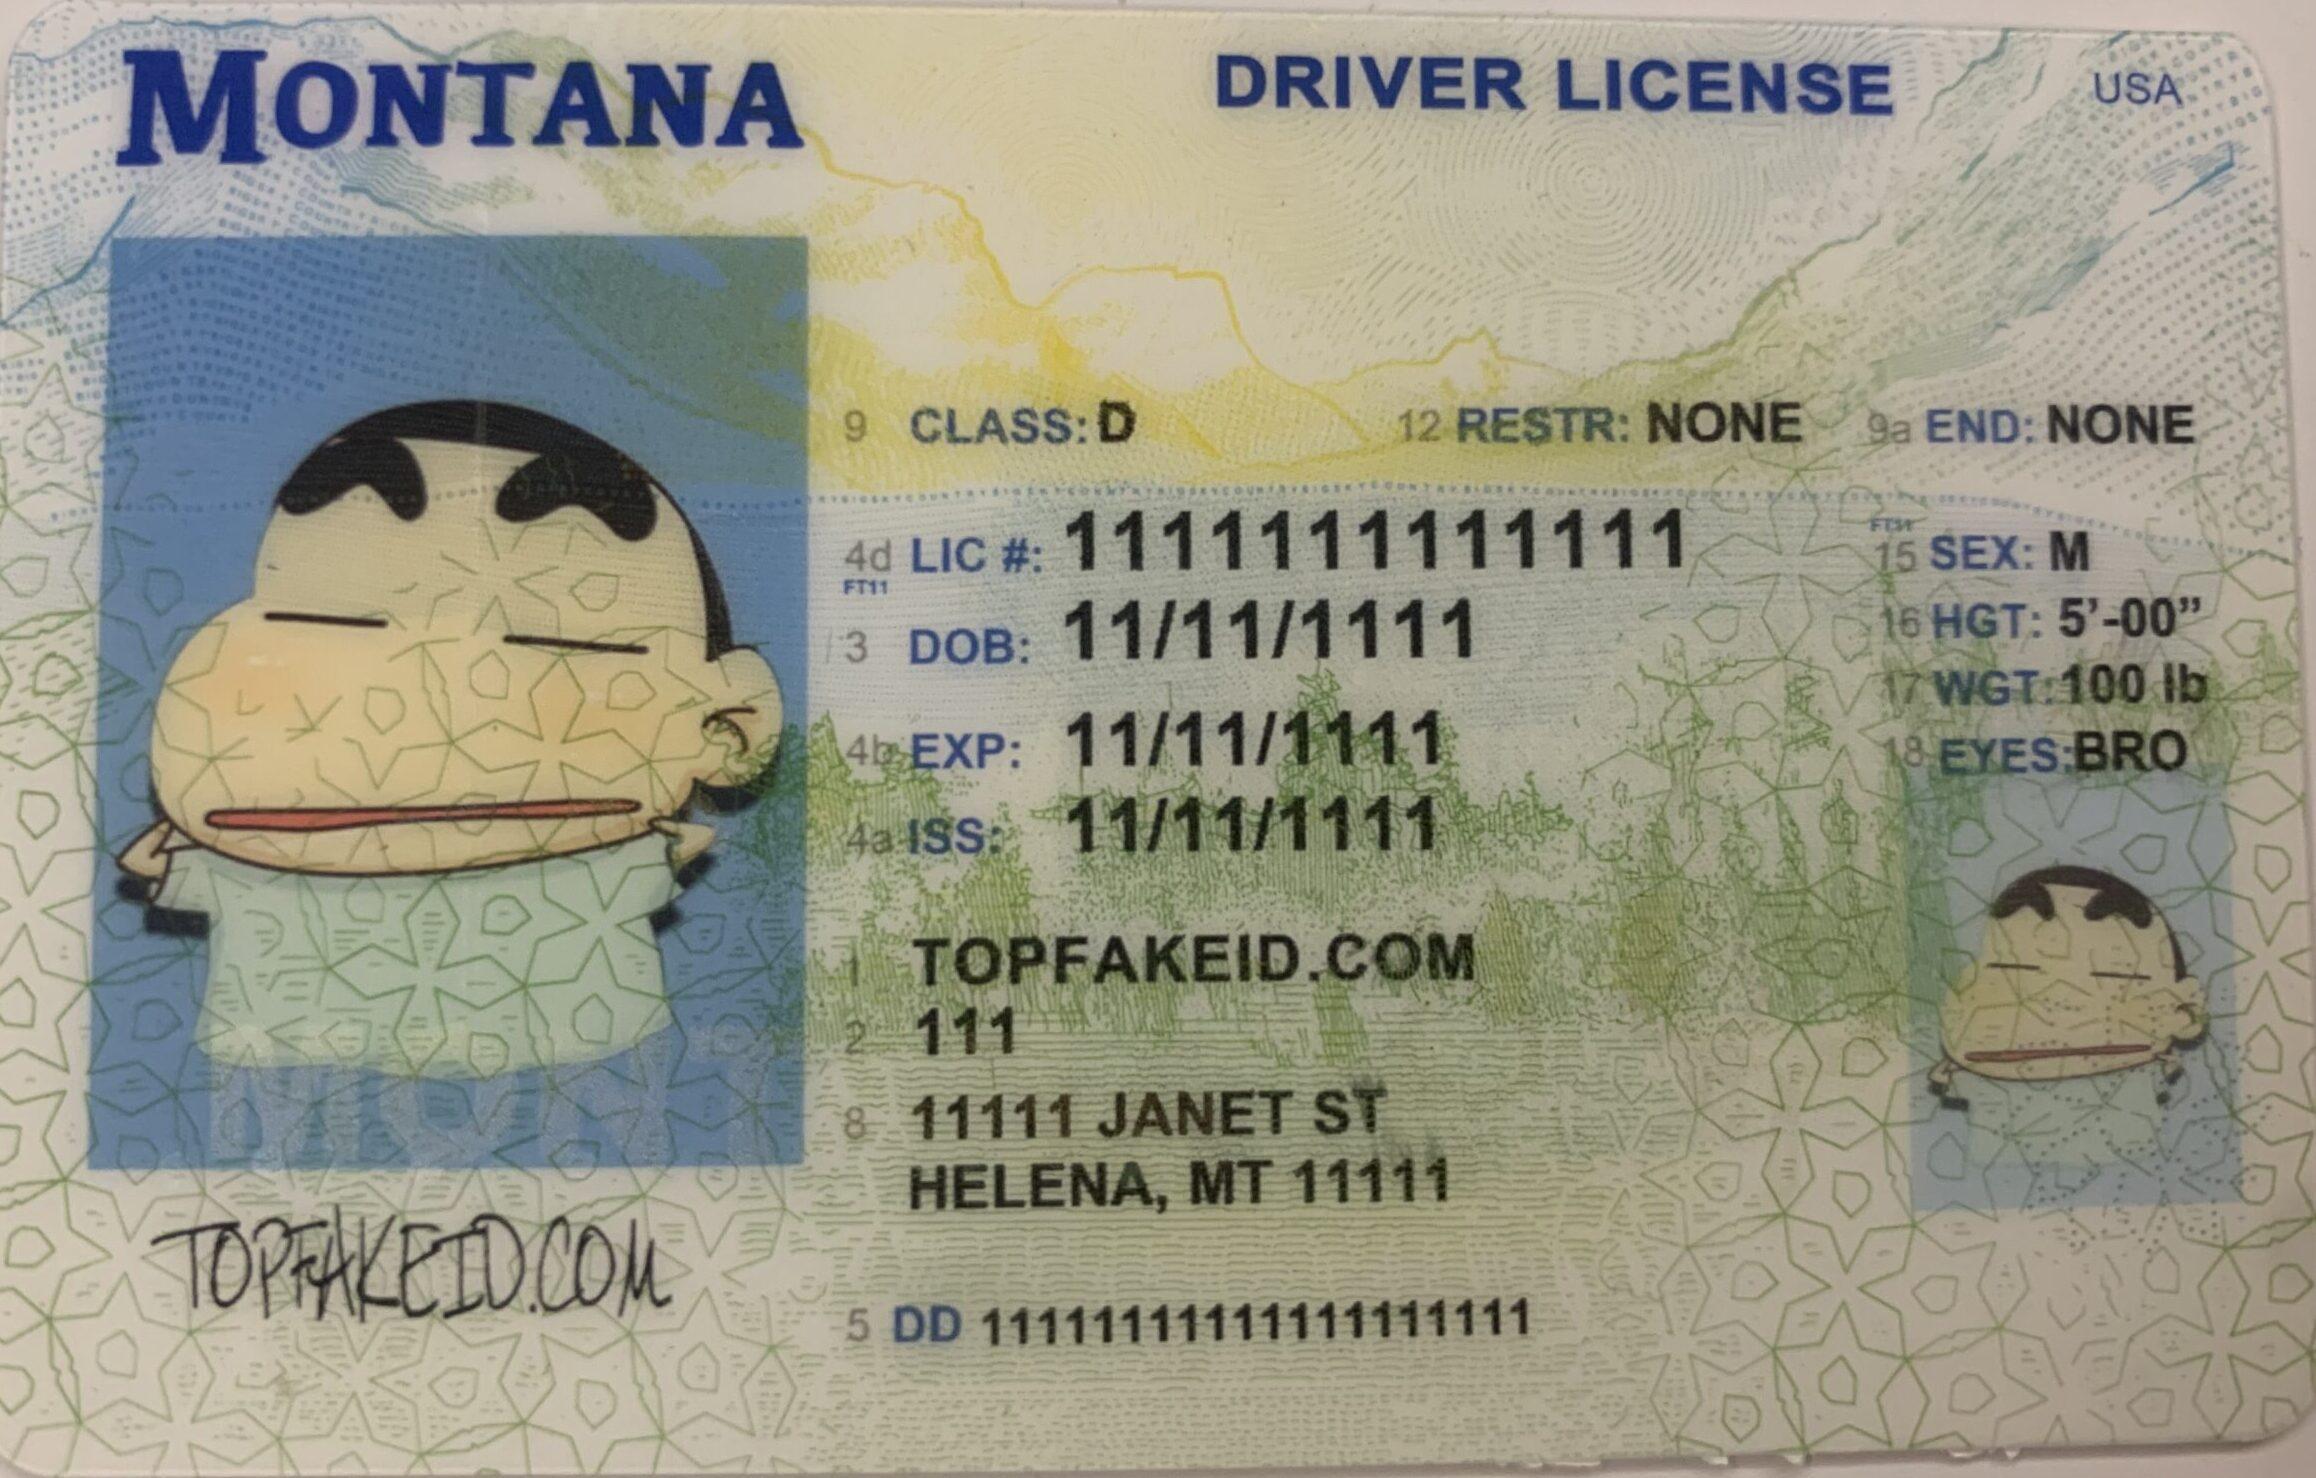 MONTANA
DRIVER LICENSE
USA
9 CLASS: D
12 RESTR: NONE
9a END: NONE
4d LIC #: 1111111111111
FT11
3 DOB: 11/11/1111
4b EXP: 11/11/1111
4a ISS: 11/11/1111
FT11
15 SEX: M
16 HGT: 5'-00”
17 WGT: 100 lb
18 EYES: BRO
1 TOPFAKEID.COM
2 111
8 11111 JANET ST
HELENA, MT 11111
MON
TOPFAKEID.COM
5 DD